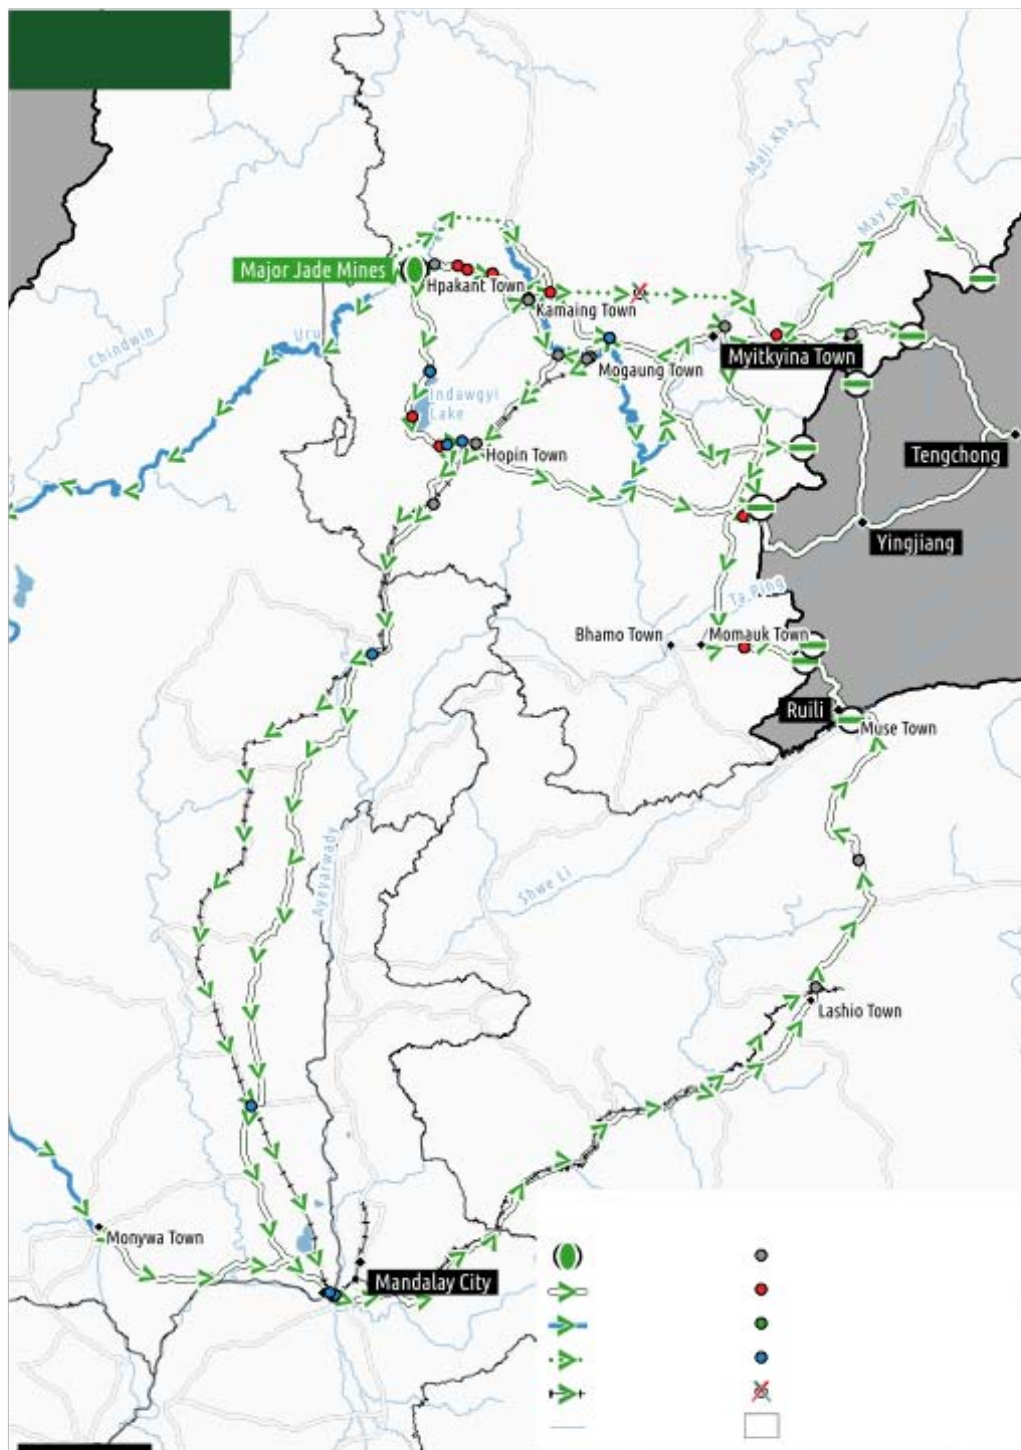 Mali Kha
May Kha
Major Jade Mines
Hpakant Town
Kamaing Town
Chindwin
Uru
Myitkyina Town
Mogaung Town
Indawgyi
Lake
Tengchong
Hopin Town
Yingjiang
Ta Ping
Bhamo Town
Momauk Town
Ruili
Muse Town
Ayeyarwady
Shwe Li
Lashio Town
Monywa Town
Mandalay City